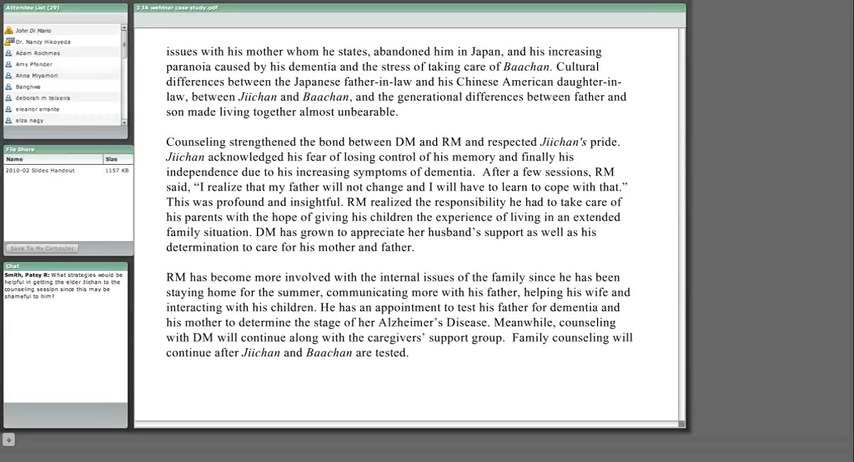 Attendee List (29)
John Di Mario
Dr. Nancy Hikoyeda
Adam Rochmes
Amy Pfender
Anna Miyamori
Banghwa
deborah m teixeira
eleanor errante
elza nagy
File Share
Name Size
2010-02 Slides Handout 1157 KB
Save To My Computer
Chat
Smith, Patsy R: What strategies would be
helpful in getting the elder Jiichan to the
counseling session since this may be
shameful to him?
23A webinar case study.pdf
issues with his mother whom he states, abandoned him in Japan, and his increasing
paranoia caused by his dementia and the stress of taking care of Baachan. Cultural
differences between the Japanese father-in-law and his Chinese American daughter-in-
law, between Jiichan and Baachan, and the generational differences between father and
son made living together almost unbearable.
Counseling strengthened the bond between DM and RM and respected Jiichan's pride.
Jiichan acknowledged his fear of losing control of his memory and finally his
independence due to his increasing symptoms of dementia. After a few sessions, RM
said, “I realize that my father will not change and I will have to learn to cope with that.”
This was profound and insightful. RM realized the responsibility he had to take care of
his parents with the hope of giving his children the experience of living in an extended
family situation. DM has grown to appreciate her husband’s support as well as his
determination to care for his mother and father.
RM has become more involved with the internal issues of the family since he has been
staying home for the summer, communicating more with his father, helping his wife and
interacting with his children. He has an appointment to test his father for dementia and
his mother to determine the stage of her Alzheimer’s Disease. Meanwhile, counseling
with DM will continue along with the caregivers’ support group. Family counseling will
continue after Jiichan and Baachan are tested.